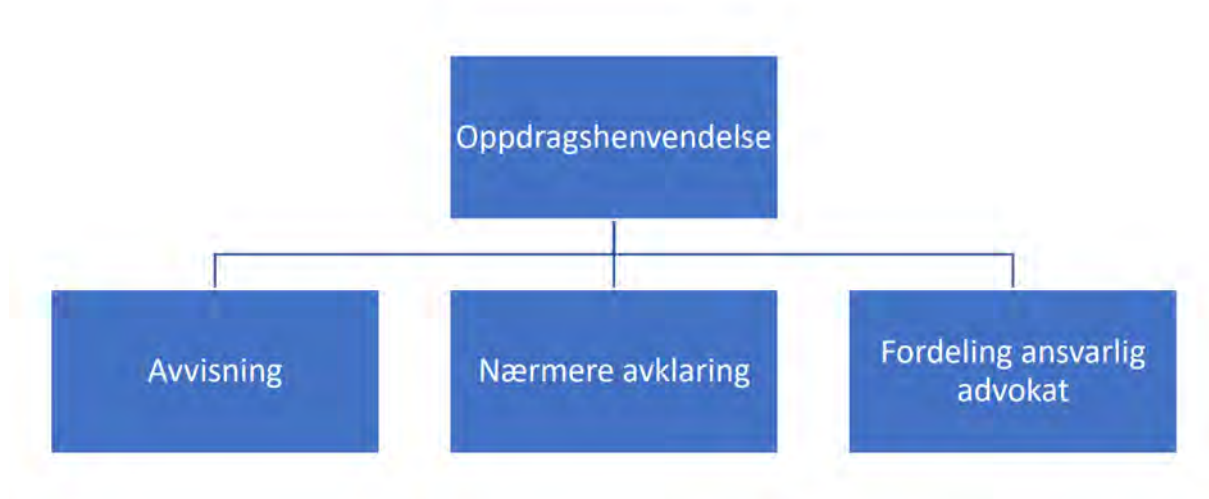 Oppdragshenvendelse
Avvisning
Nærmere avklaring
Fordeling ansvarlig
advokat